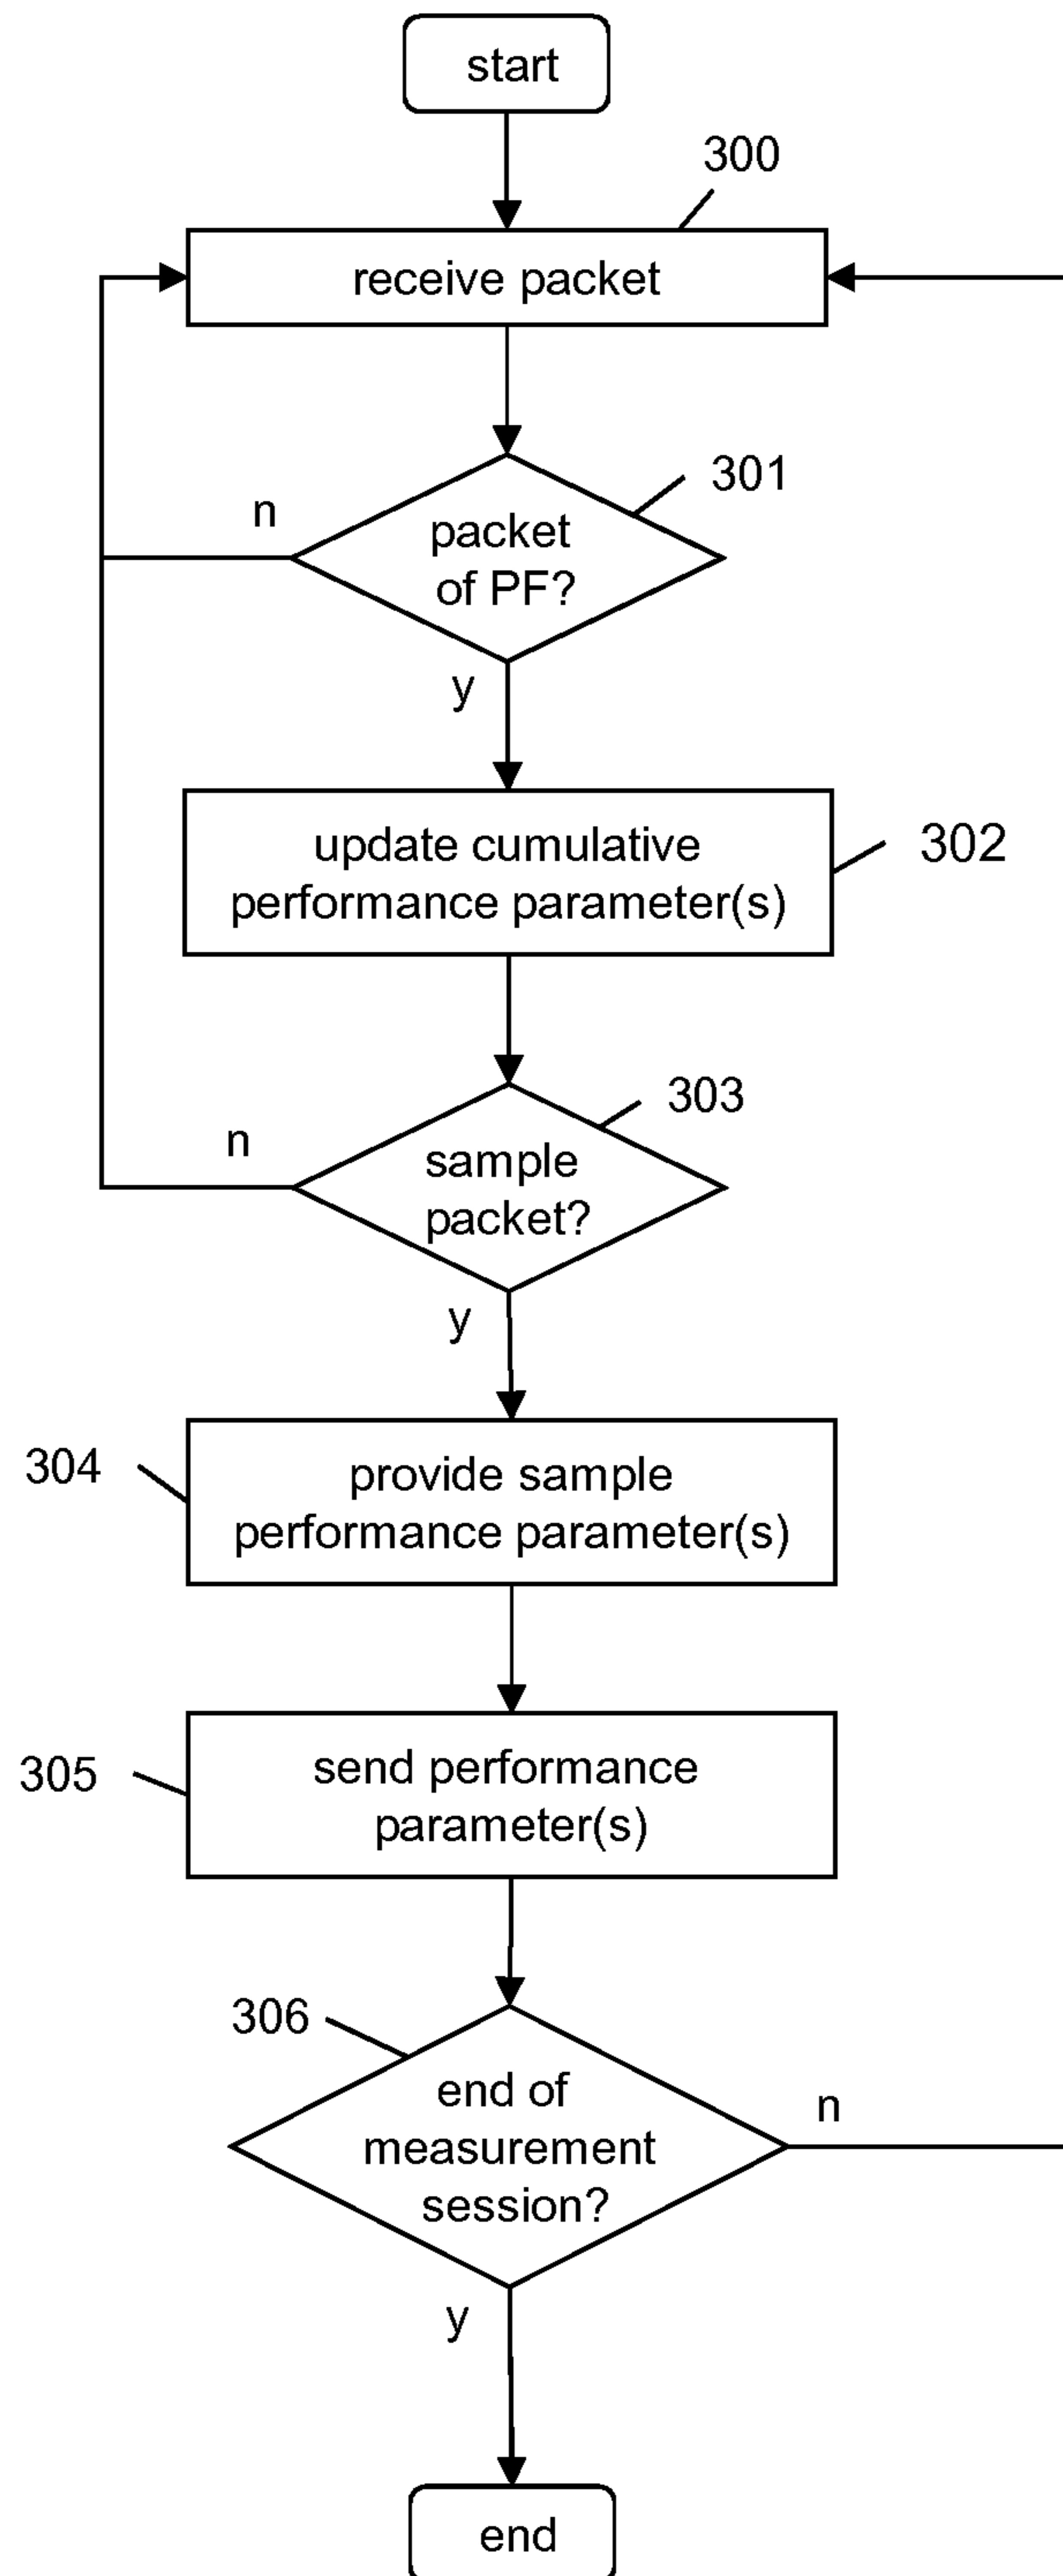 start
300
receive packet
301
n
packet
of PF?
y
update cumulative
performance parameter(s)
302
303
n
sample
packet?
y
304
provide sample
performance parameter(s)
305
send performance
parameter(s)
306
end of
measurement
session?
n
y
end